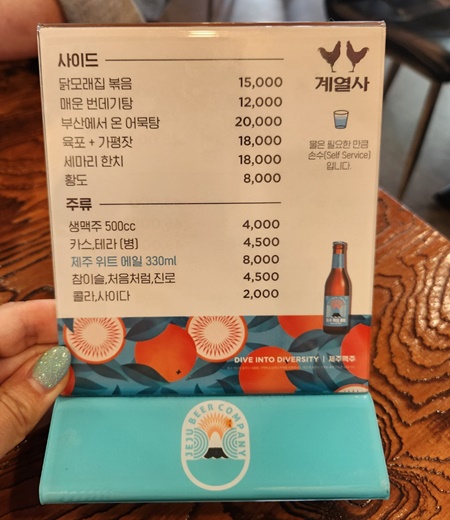 사이드
닭모래집 볶음 15,000
매운 번데기탕 12,000
부산에서 온 어묵탕 20,000
육포 + 가평잣 18,000
세마리 한치 18,000
황도 8,000
주류
생맥주 500cc 4,000
카스,테라 (병) 4,500
제주 위트 에일 330ml 8,000
참이슬,처음처럼,진로 4,500
콜라,사이다 2,000
계열사
물은 필요한 만큼
손수(Self Service)
입니다.
DIVE INTO DIVERSITY | 제주맥주
JEJU BEER COMPANY